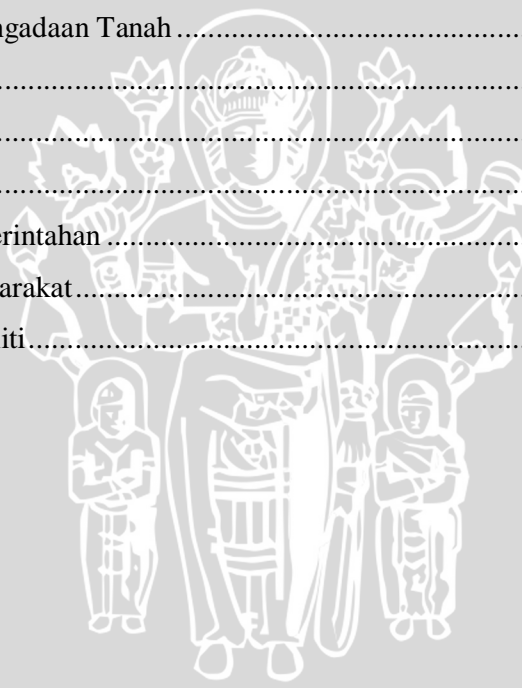 ngadaan Tanah ................................................
................................................................
................................................................
................................................................
erintahan ................................................
arakat ................................................
iti ................................................